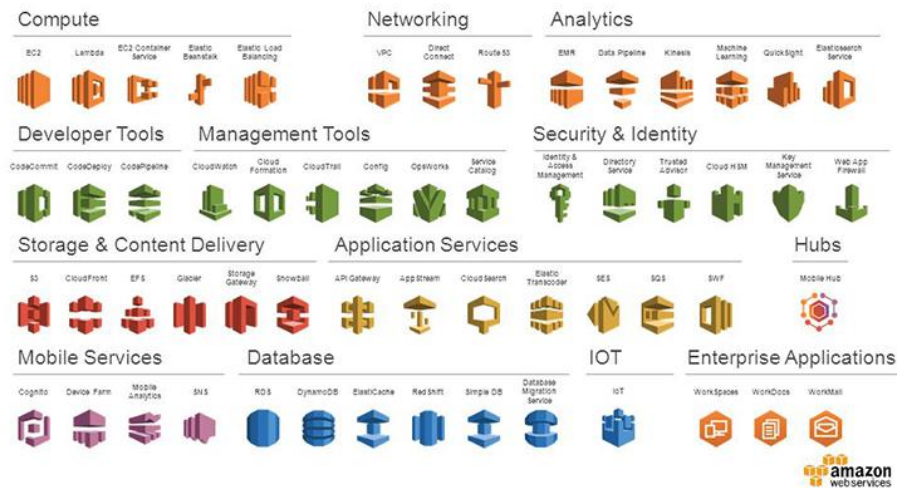 Compute
Networking
Analytics
EC2
Lambda
EC2 Container
Service
Elastic
Beanstalk
Elastic Load
Balancing
VPC
Direct
Connect
Route 53
EMR
Data Pipeline
Kinesis
Machine
Learning
QuickSight
Elasticsearch
Service
Developer Tools
Management Tools
Security & Identity
CodeCommit
CodeDeploy
CodePipeline
CloudWatch
Cloud
Formation
CloudTrail
Config
OpsWorks
Service
Catalog
Identity &
Access
Management
Directory
Service
Trusted
Advisor
Cloud HSM
Key
Management
Service
Web App
Firewall
Storage & Content Delivery
Application Services
Hubs
S3
CloudFront
EFS
Glacier
Storage
Gateway
Snowball
API Gateway
AppStream
CloudSearch
Elastic
Transcoder
SES
SQS
SWF
Mobile Hub
Mobile Services
Database
IOT
Enterprise Applications
Cognito
Device Farm
Mobile
Analytics
SNS
RDS
DynamoDB
ElastiCache
RedShift
Simple DB
Database
Migration
Service
IoT
WorkSpaces
WorkDocs
WorkMail
amazon
webservices